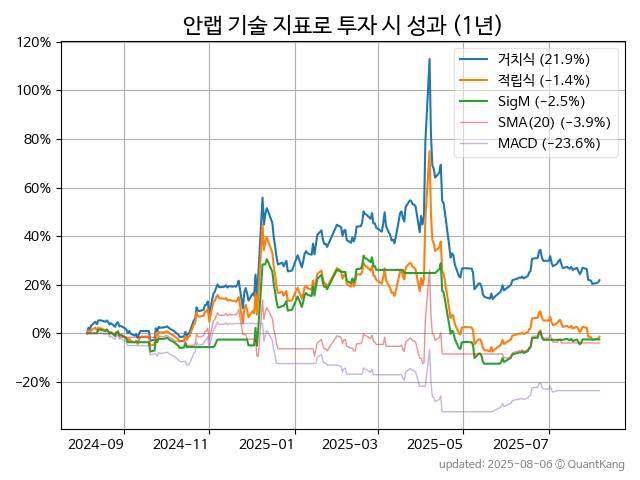 안랩 기술 지표로 투자 시 성과 (1년)
120%
100%
80%
60%
40%
20%
0%
−20%
거치식 (21.9%)
적립식 (−1.4%)
SigM (−2.5%)
SMA(20) (−3.9%)
MACD (−23.6%)
2024-09
2024-11
2025-01
2025-03
2025-05
2025-07
updated: 2025-08-06 © QuantKang